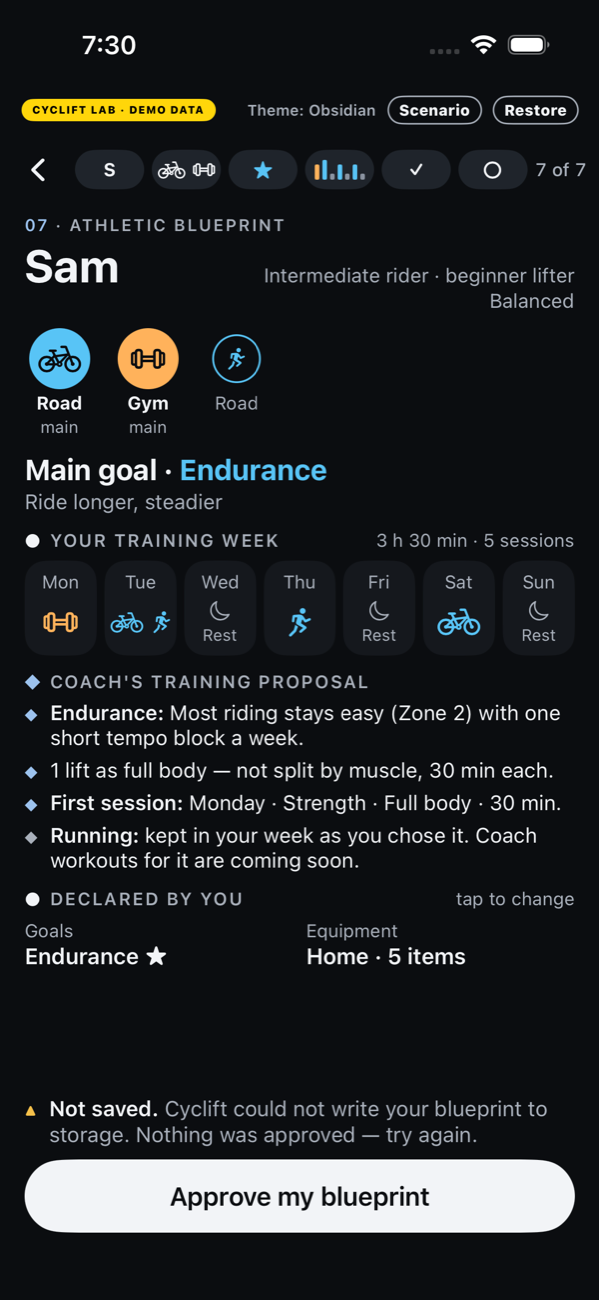 7:30
CYCLIFT LAB · DEMO DATA
Theme: Obsidian
Scenario
Restore
S
7 of 7
07 · ATHLETIC BLUEPRINT
Sam
Intermediate rider · beginner lifter
Balanced
Road
main
Gym
main
Road
Main goal · Endurance
Ride longer, steadier
YOUR TRAINING WEEK
3 h 30 min · 5 sessions
Mon
Tue
Wed
Rest
Thu
Fri
Rest
Sat
Sun
Rest
COACH'S TRAINING PROPOSAL
Endurance: Most riding stays easy (Zone 2) with one
short tempo block a week.
1 lift as full body — not split by muscle, 30 min each.
First session: Monday · Strength · Full body · 30 min.
Running: kept in your week as you chose it. Coach
workouts for it are coming soon.
DECLARED BY YOU
tap to change
Goals
Endurance ★
Equipment
Home · 5 items
Not saved. Cyclift could not write your blueprint to
storage. Nothing was approved — try again.
Approve my blueprint